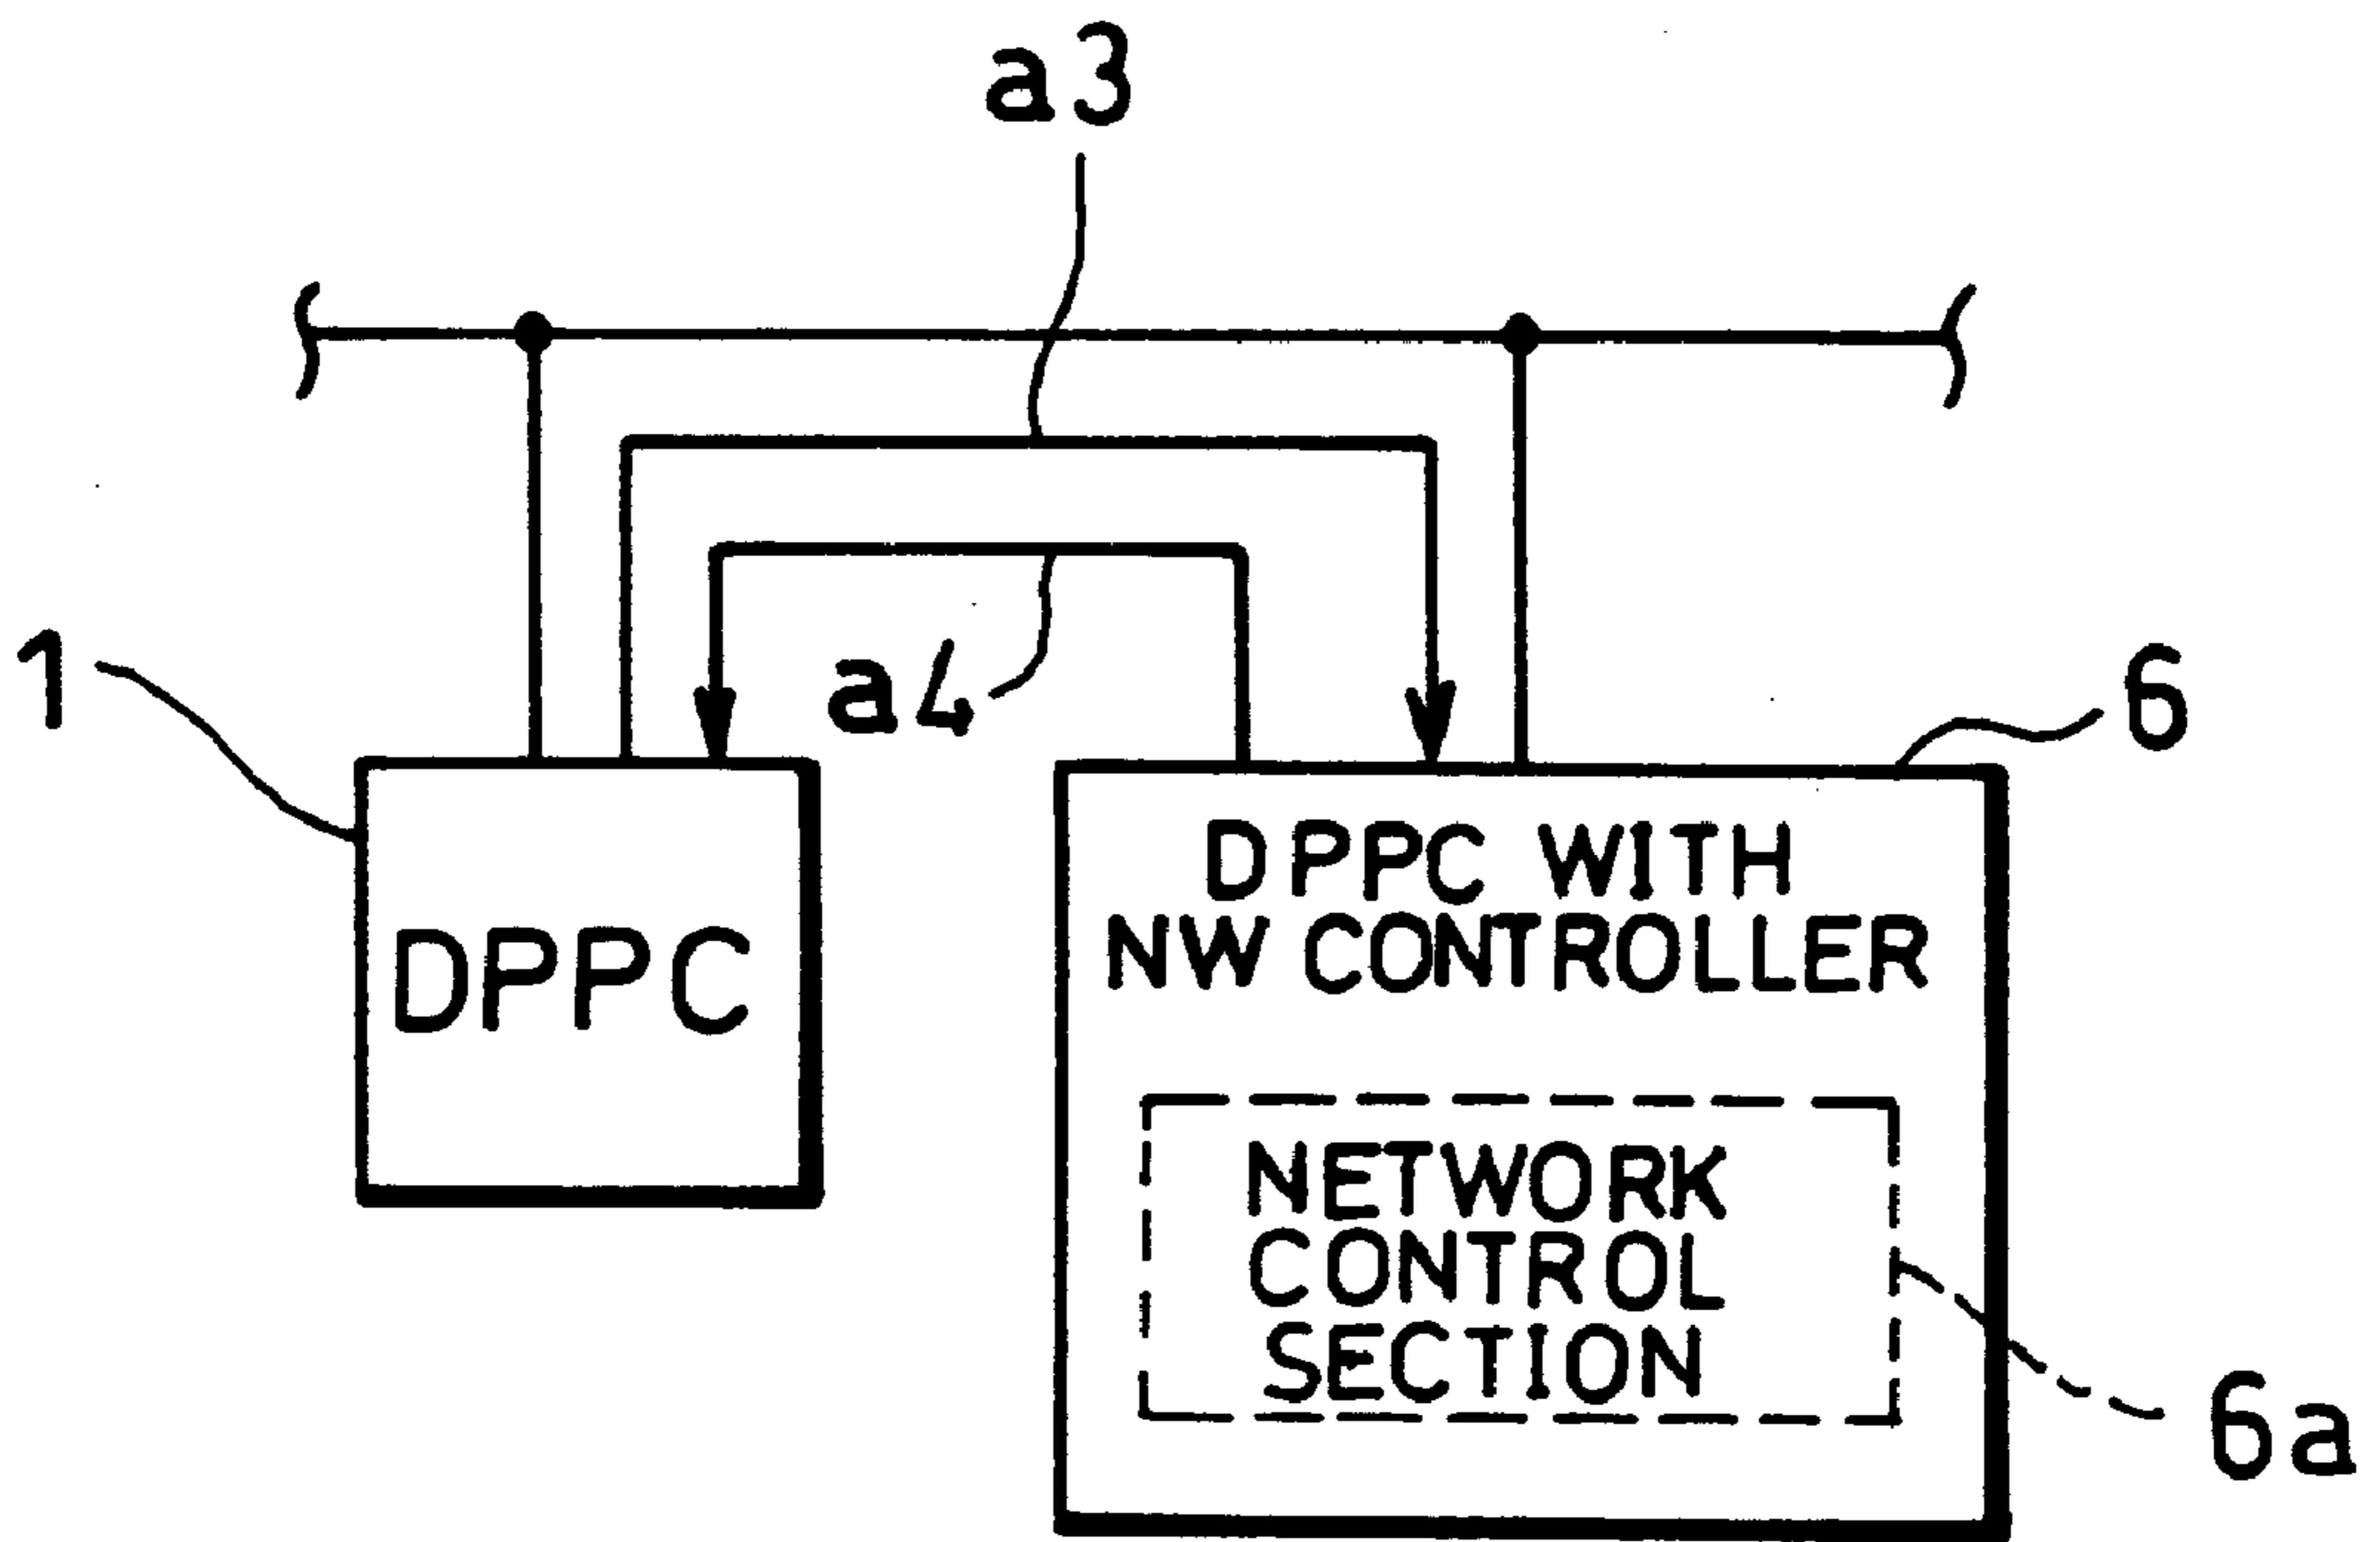 a3
1
a4
6
DPPC
DPPC WITH
NW CONTROLLER
NETWORK
CONTROL
SECTION
6a